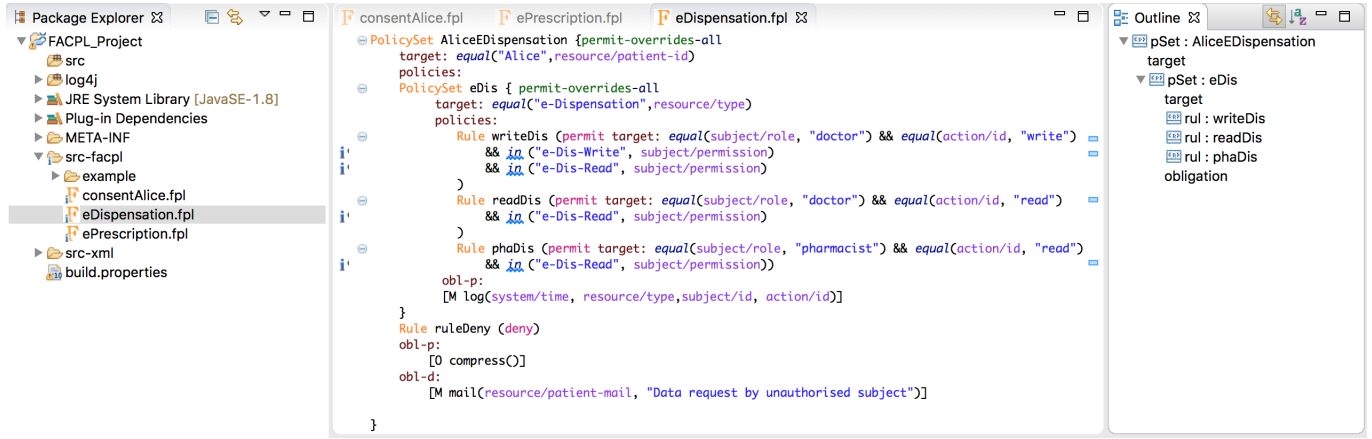 Package Explorer
FACPL_Project
src
log4j
JRE System Library [JavaSE-1.8]
Plug-in Dependencies
META-INF
src-facpl
example
consentAlice.fpl
eDispensation.fpl
ePrescription.fpl
src-xml
build.properties
consentAlice.fpl ePrescription.fpl eDispensation.fpl
PolicySet AliceEDispensation {permit-overrides-all
target: equal("Alice",resource/patient-id)
policies:
PolicySet eDis { permit-overrides-all
target: equal("e-Dispensation",resource/type)
policies:
Rule writeDis (permit target: equal(subject/role, "doctor") && equal(action/id, "write")
&& in ("e-Dis-Write", subject/permission)
&& in ("e-Dis-Read", subject/permission)
)
Rule readDis (permit target: equal(subject/role, "doctor") && equal(action/id, "read")
&& in ("e-Dis-Read", subject/permission)
)
Rule phaDis (permit target: equal(subject/role, "pharmacist") && equal(action/id, "read")
&& in ("e-Dis-Read", subject/permission))
obl-p:
[M log(system/time, resource/type,subject/id, action/id)]
}
Rule ruleDeny (deny)
obl-p:
[O compress()]
obl-d:
[M mail(resource/patient-mail, "Data request by unauthorised subject")]
}
Outline
pSet : AliceEDispensation
target
pSet : eDis
target
rul : writeDis
rul : readDis
rul : phaDis
obligation